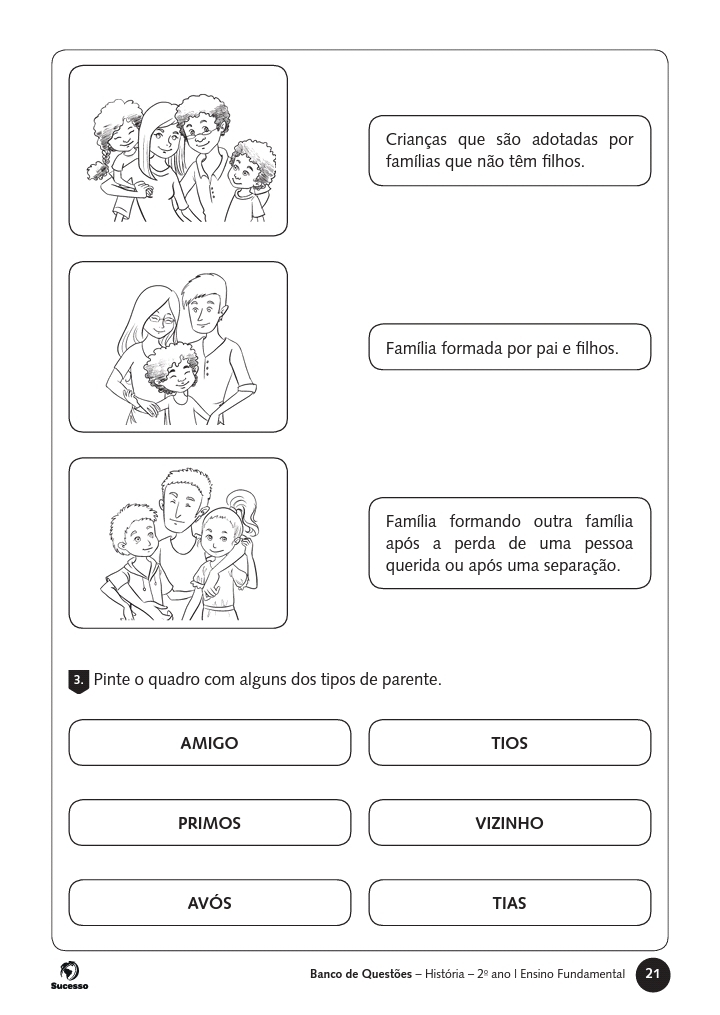 Crianças que são adotadas por
famílias que não têm filhos.
Família formada por pai e filhos.
Família formando outra família
após a perda de uma pessoa
querida ou após uma separação.
3. Pinte o quadro com alguns dos tipos de parente.
AMIGO
TIOS
PRIMOS
VIZINHO
AVÓS
TIAS
Sucesso
Banco de Questões – História – 2º ano | Ensino Fundamental 21